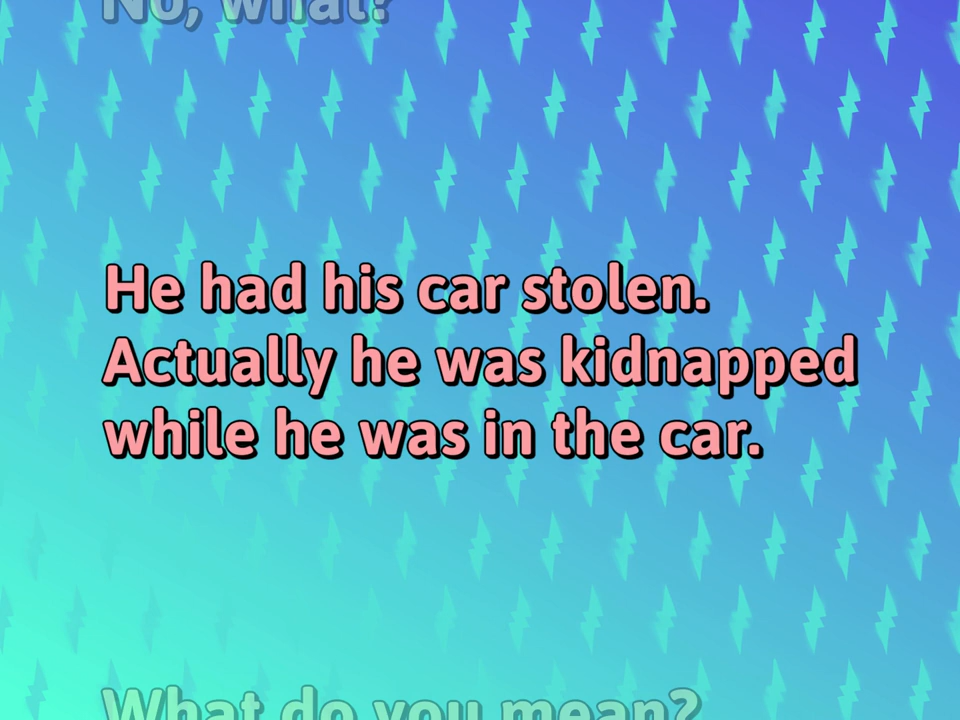 No, what?
He had his car stolen.
Actually he was kidnapped
while he was in the car.
What do you mean?